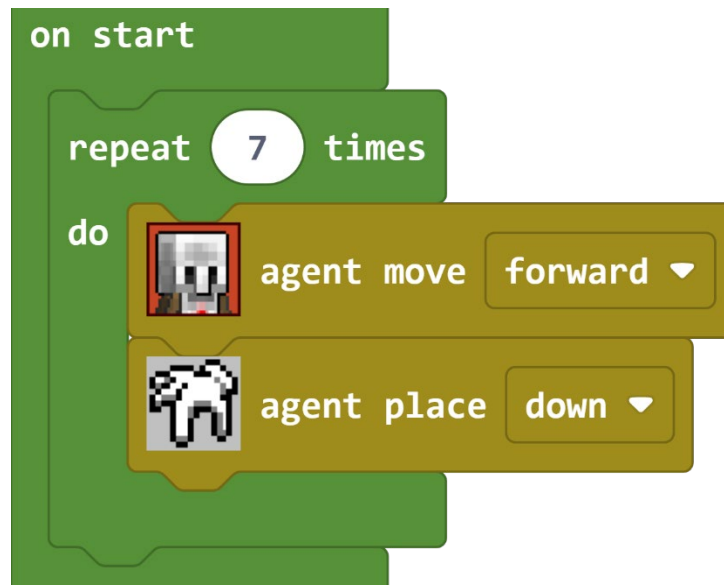 on start
repeat 7 times
do
agent move forward
agent place down